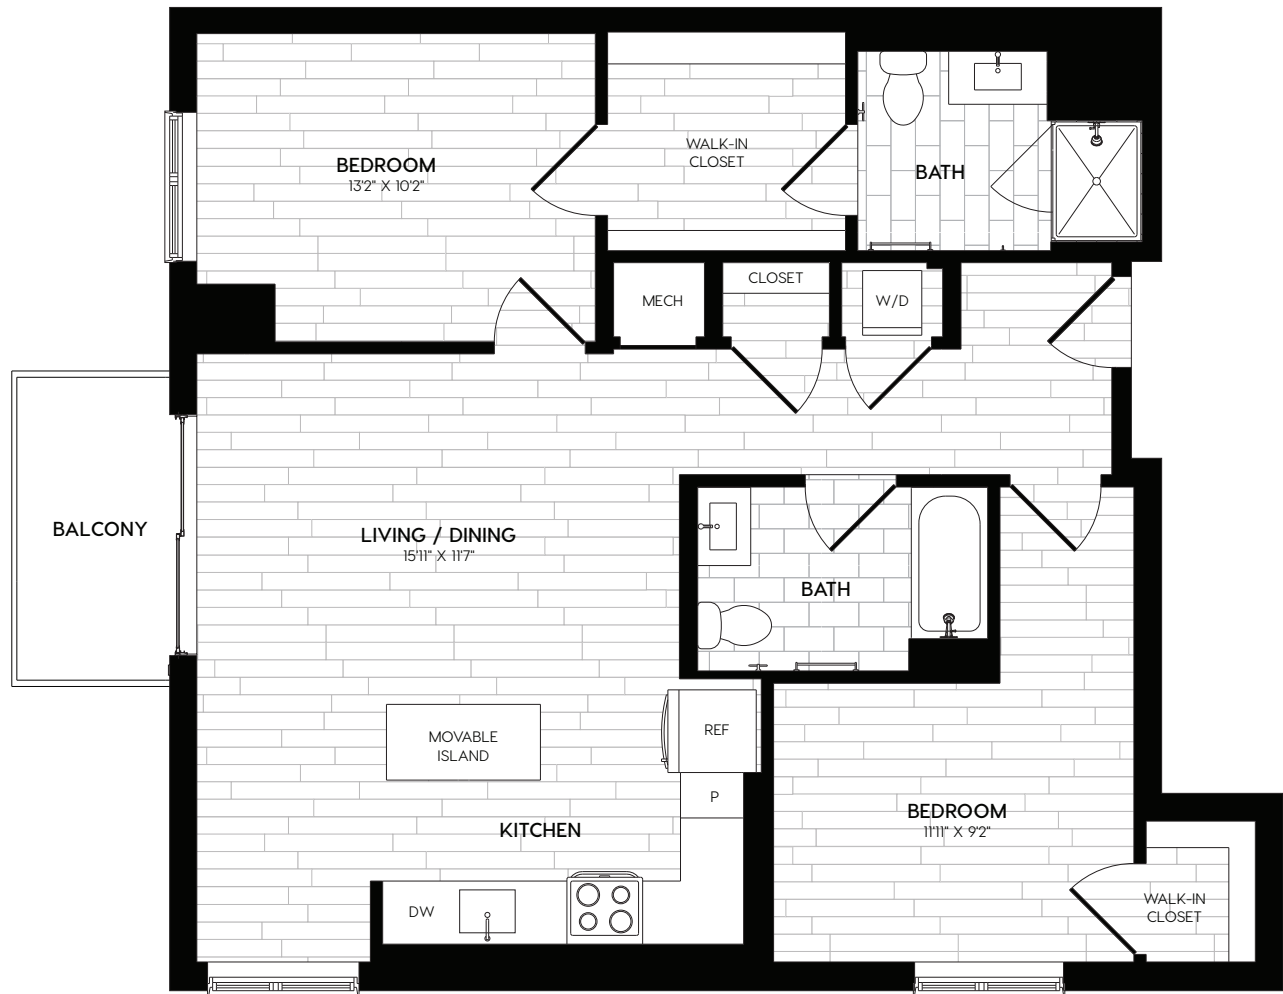 BEDROOM
13'2" X 10'2"
WALK-IN
CLOSET
BATH
MECH
CLOSET
W/D
BALCONY
LIVING / DINING
15'11" X 11'7"
BATH
MOVABLE
ISLAND
REF
P
KITCHEN
BEDROOM
11'11" X 9'2"
DW
WALK-IN
CLOSET